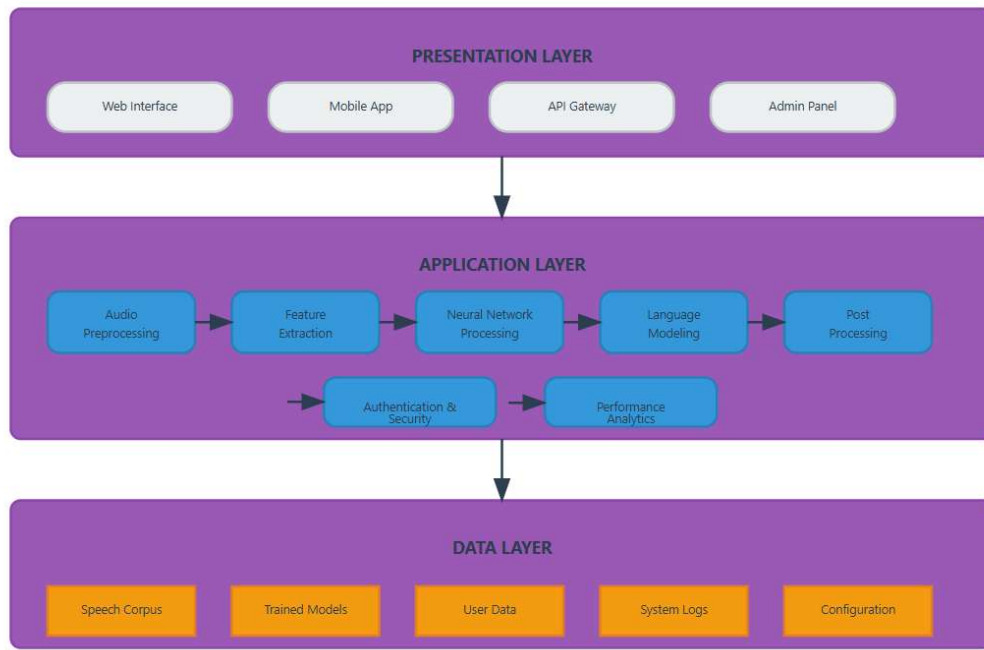 PRESENTATION LAYER
Web Interface
Mobile App
API Gateway
Admin Panel
APPLICATION LAYER
Audio
Preprocessing
Feature
Extraction
Neural Network
Processing
Language
Modeling
Post
Processing
Authentication &
Security
Performance
Analytics
DATA LAYER
Speech Corpus
Trained Models
User Data
System Logs
Configuration